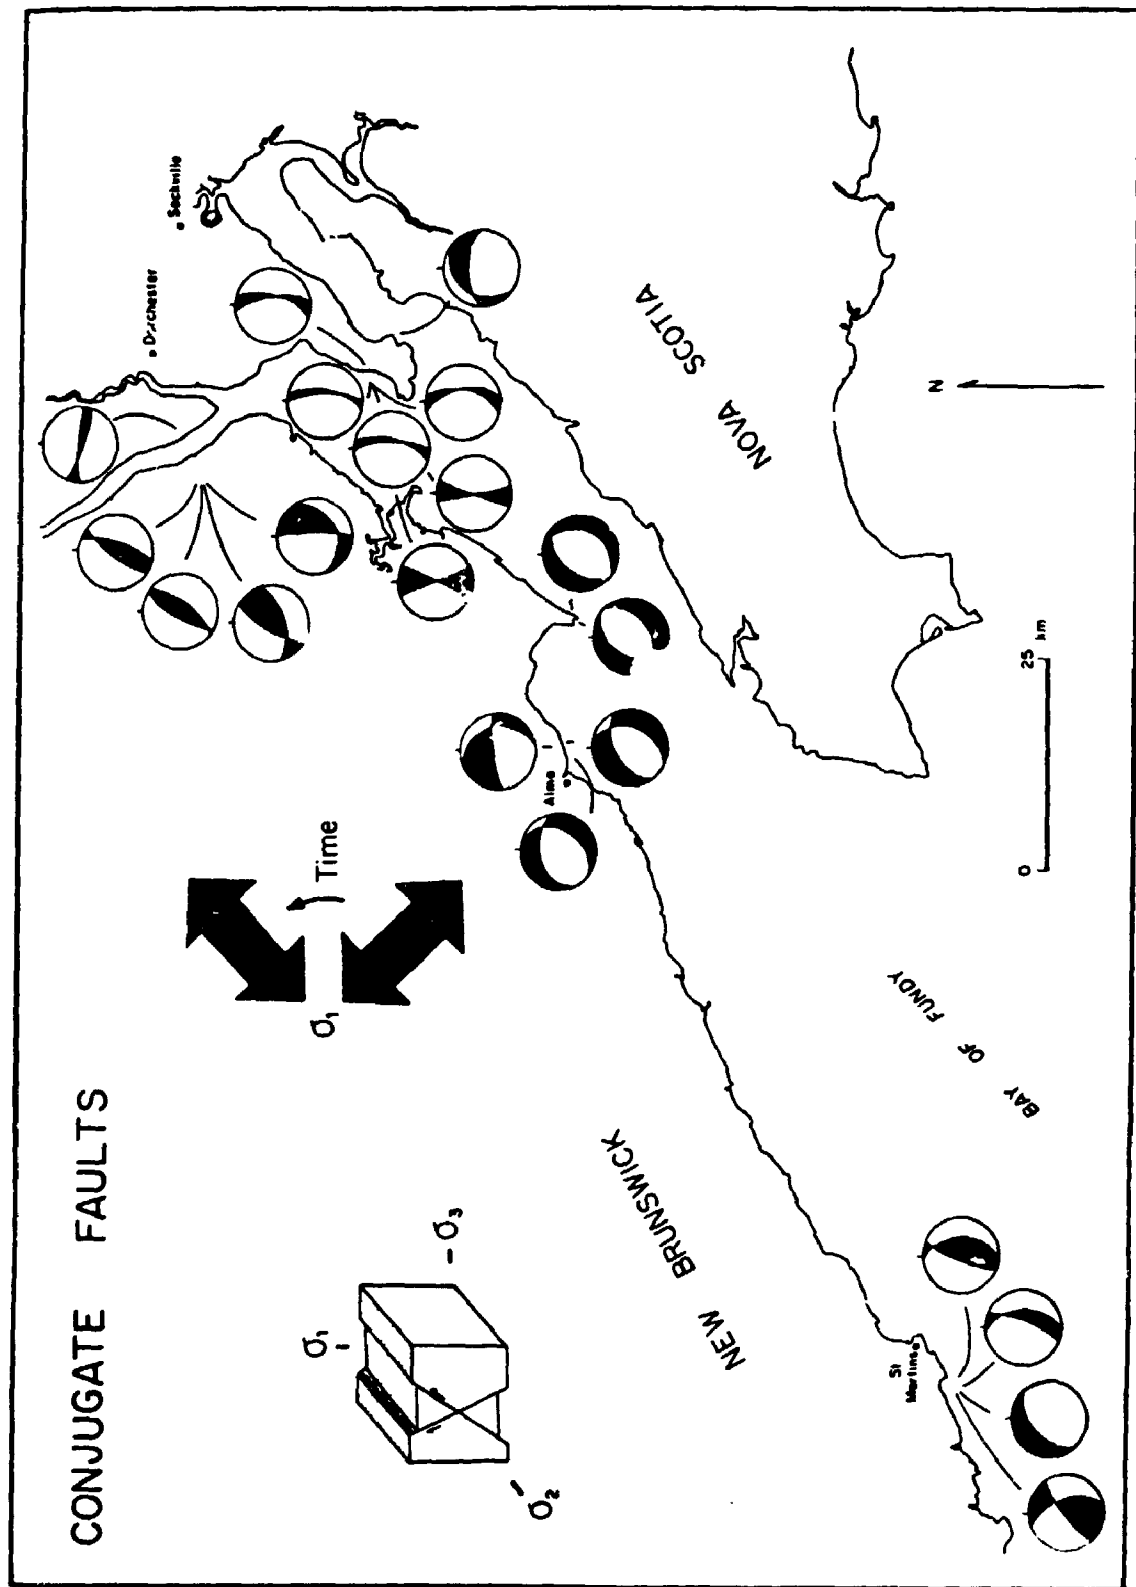 CONJUGATE FAULTS
σ1
σ2
σ3
σ1
Time
Sackville
Dorchester
Alma
St
Martins
NEW BRUNSWICK
NOVA SCOTIA
BAY OF FUNDY
N
0 25 km